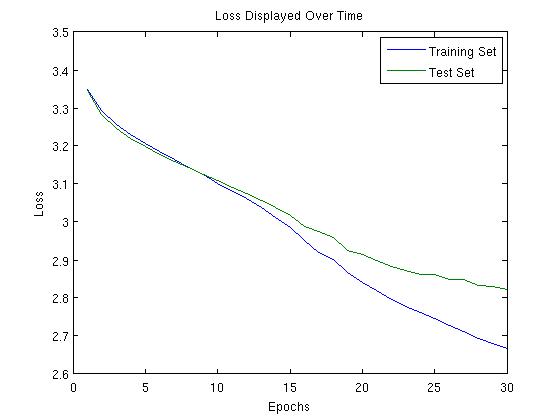 Loss Displayed Over Time
3.5
Training Set
Test Set
3.4
3.3
3.2
3.1
3
2.9
2.8
2.7
2.6
Loss
0 5 10 15 20 25 30
Epochs